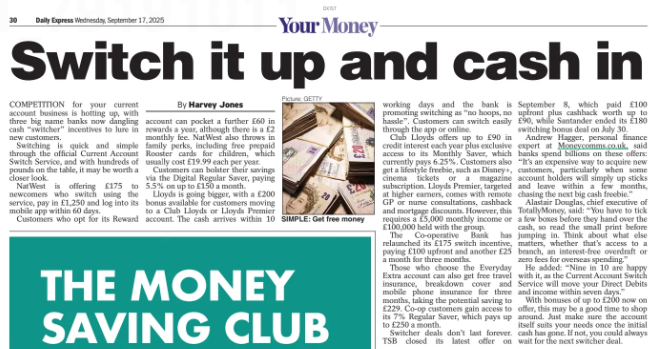 DX1ST
30 Daily Express Wednesday, September 17, 2025
Your Money
Switch it up and cash in
COMPETITION for your current
account business is hotting up, with
three big name banks now dangling
cash “switcher” incentives to lure in
new customers.
Switching is quick and simple
through the official Current Account
Switch Service, and with hundreds of
pounds on the table, it may be worth a
closer look.
NatWest is offering £175 to
newcomers who switch using the
service, pay in £1,250 and log into its
mobile app within 60 days.
Customers who opt for its Reward
By Harvey Jones
account can pocket a further £60 in
rewards a year, although there is a £2
monthly fee. NatWest also throws in
family perks, including free prepaid
Rooster cards for children, which
usually cost £19.99 each per year.
Customers can bolster their savings
via the Digital Regular Saver, paying
5.5% on up to £150 a month.
Lloyds is going bigger, with a £200
bonus available for customers moving
to a Club Lloyds or Lloyds Premier
account. The cash arrives within 10
Picture: GETTY
SIMPLE: Get free money
working days and the bank is
promoting switching as “no hoops, no
hassle”. Customers can switch easily
through the app or online.
Club Lloyds offers up to £90 in
credit interest each year plus exclusive
access to its Monthly Saver, which
currently pays 6.25%. Customers also
get a lifestyle freebie, such as Disney+,
cinema tickets or a magazine
subscription. Lloyds Premier, targeted
at higher earners, comes with remote
GP or nurse consultations, cashback
and mortgage discounts. However, this
requires a £5,000 monthly income or
£100,000 held with the group.
The Co-operative Bank has
relaunched its £175 switch incentive,
paying £100 upfront and another £25
a month for three months.
Those who choose the Everyday
Extra account can also get free travel
insurance, breakdown cover and
mobile phone insurance for three
months, taking the potential saving to
£229. Co-op customers gain access to
its 7% Regular Saver, which pays up
to £250 a month.
Switcher deals don't last forever.
TSB closed its latest offer on
September 8, which paid £100
upfront plus cashback worth up to
£90, while Santander ended its £180
switching bonus deal on July 30.
Andrew Hagger, personal finance
expert at Moneycomms.co.uk, said
banks spend billions on these offers:
“It's an expensive way to acquire new
customers, particularly when some
account holders will simply up sticks
and leave within a few months,
chasing the next big cash freebie.”
Alastair Douglas, chief executive of
TotallyMoney, said: “You have to tick
a few boxes before they hand over the
cash, so read the small print before
jumping in. Think about what else
matters, whether that's access to a
branch, an interest-free overdraft or
zero fees for overseas spending.”
He added: “Nine in 10 are happy
with it, as the Current Account Switch
Service will move your Direct Debits
and income within seven days.”
With bonuses of up to £200 now on
offer, this may be a good time to shop
around. Just make sure the account
itself suits your needs once the initial
cash has gone. If not, you could always
wait for the next switcher deal.
THE MONEY
SAVING CLUB